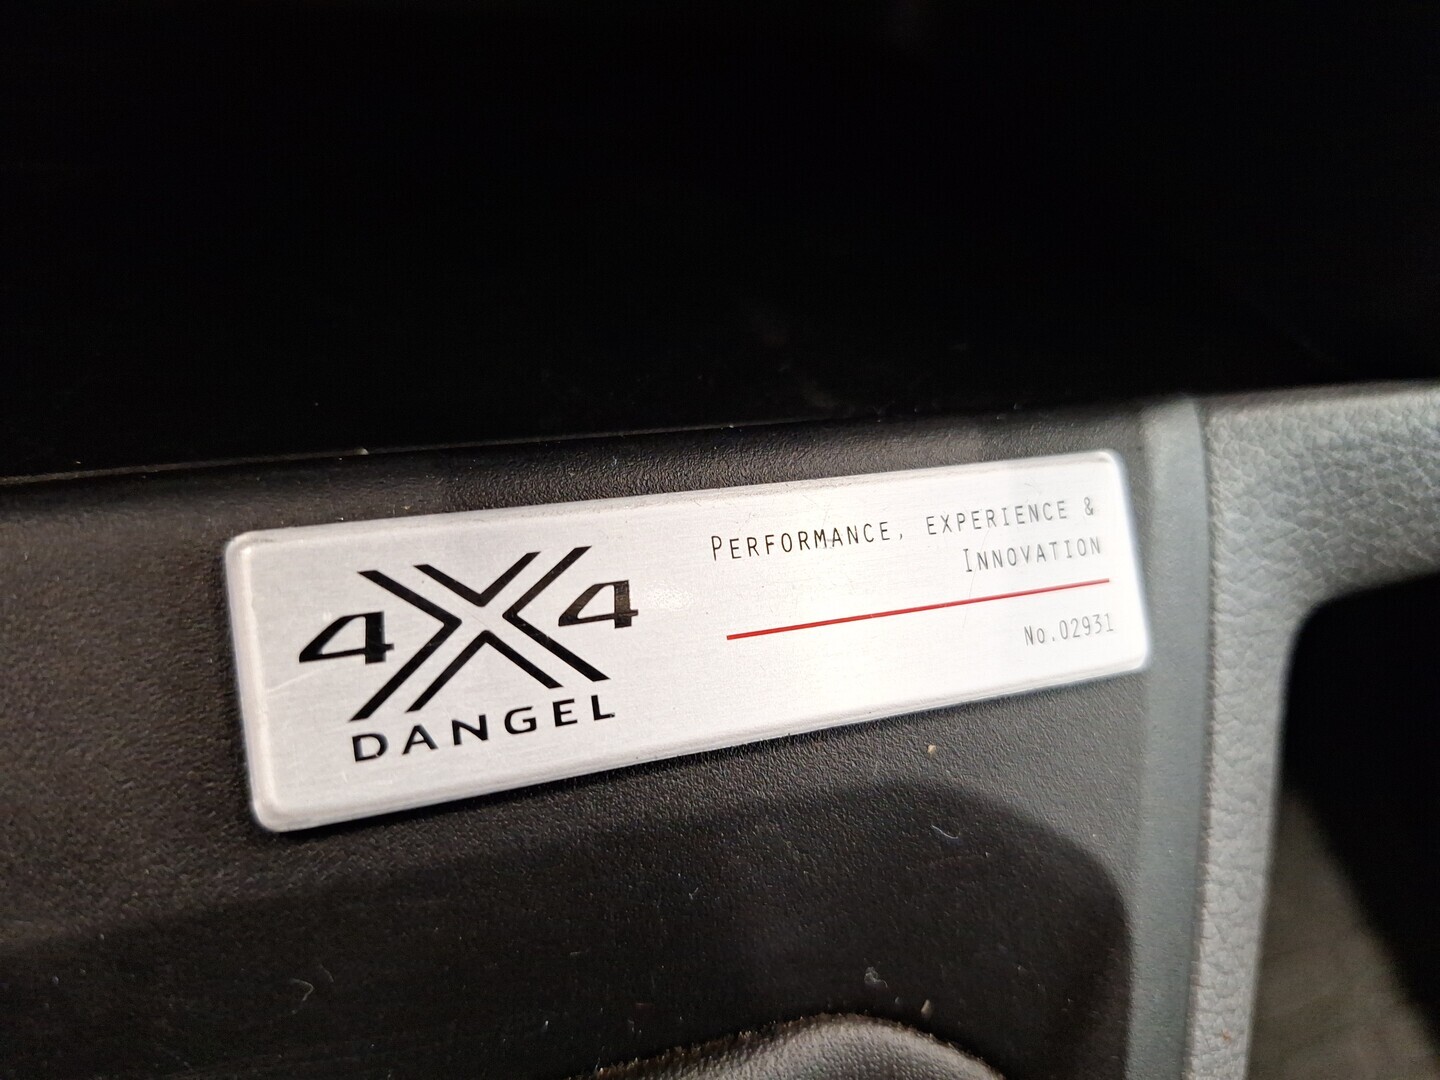 4X4
DANGEL
PERFORMANCE, EXPERIENCE &
INNOVATION
No.02931